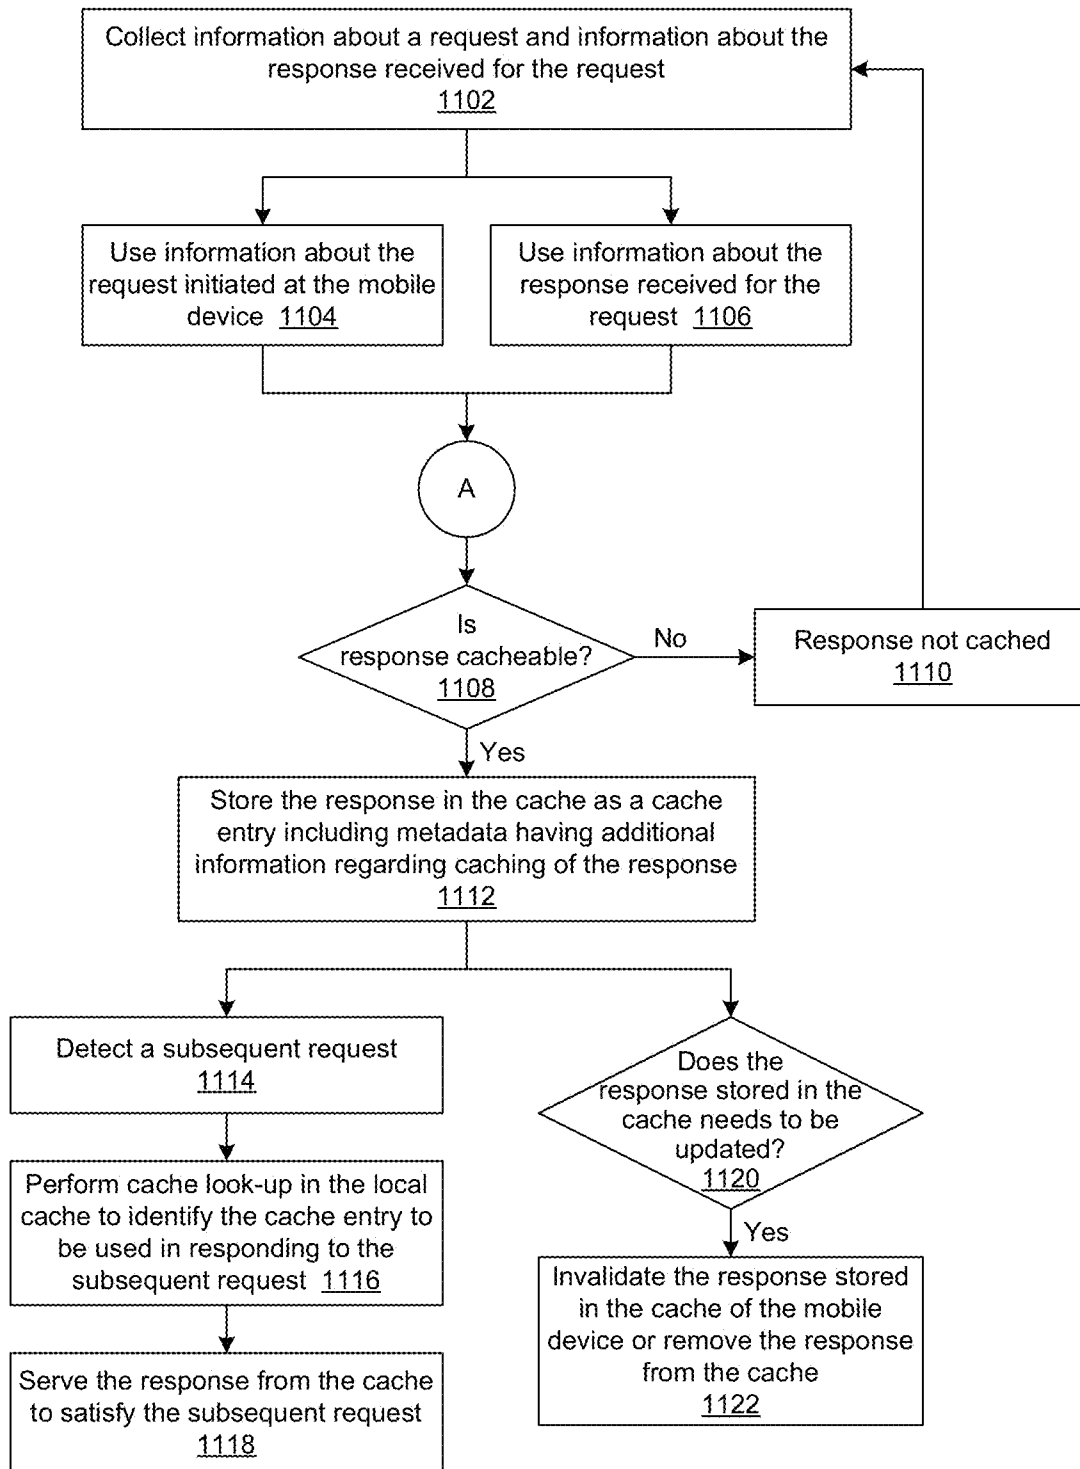 Collect information about a request and information about the
response received for the request
1102
Use information about the
request initiated at the mobile
device 1104
Use information about the
response received for the
request 1106
A
Is
response cacheable?
1108
No
Response not cached
1110
Yes
Store the response in the cache as a cache
entry including metadata having additional
information regarding caching of the response
1112
Detect a subsequent request
1114
Does the
response stored in the
cache needs to be
updated?
1120
Perform cache look-up in the local
cache to identify the cache entry to
be used in responding to the
subsequent request 1116
Yes
Invalidate the response stored
in the cache of the mobile
device or remove the response
from the cache
1122
Serve the response from the cache
to satisfy the subsequent request
1118